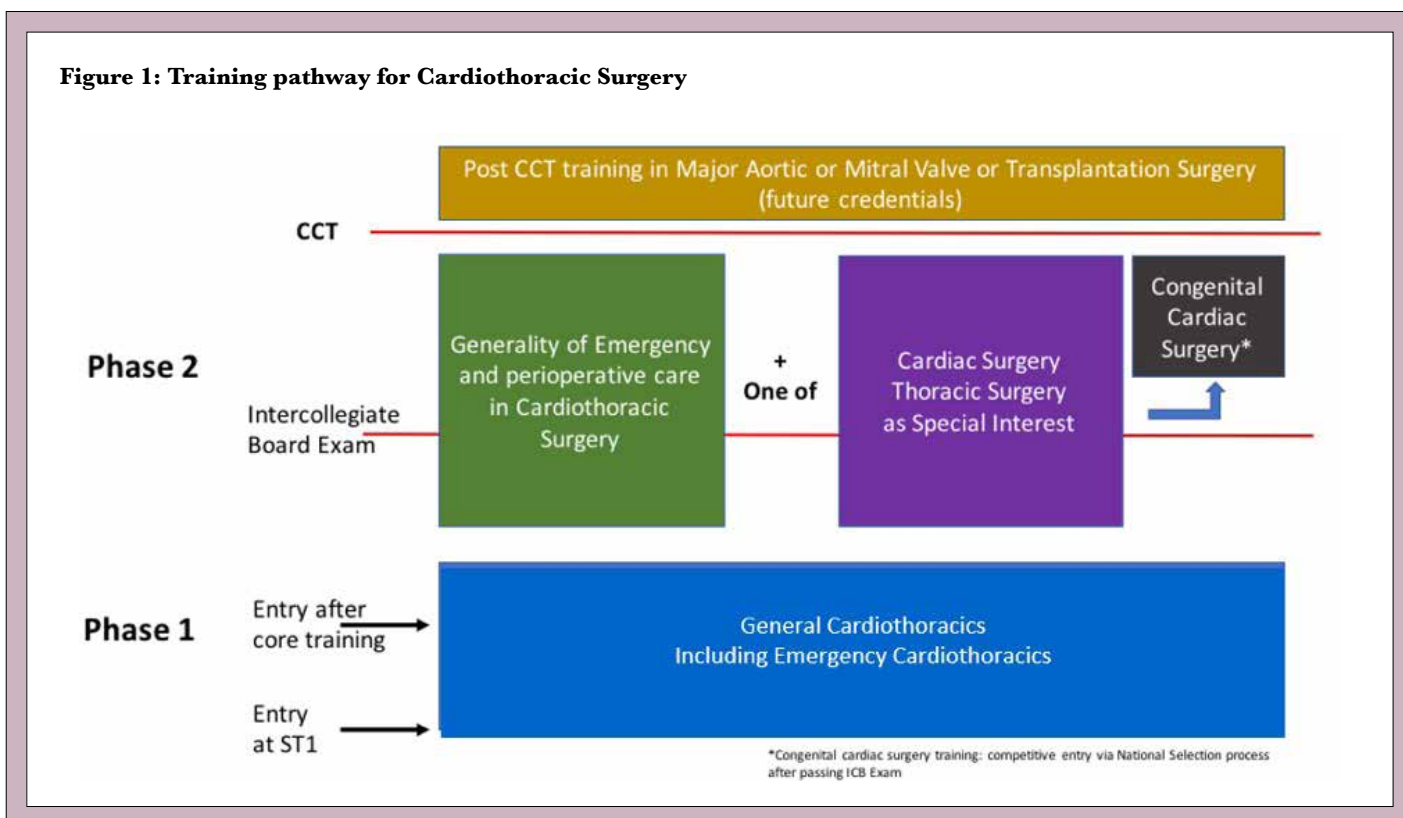 Figure 1: Training pathway for Cardiothoracic Surgery
Post CCT training in Major Aortic or Mitral Valve or Transplantation Surgery
(future credentials)
CCT
Phase 2
Intercollegiate
Board Exam
Generality of Emergency
and perioperative care
in Cardiothoracic
Surgery
+
One of
Cardiac Surgery
Thoracic Surgery
as Special Interest
Congenital
Cardiac
Surgery*
Phase 1
Entry after
core training
Entry
at ST1
General Cardiothoracics
Including Emergency Cardiothoracics
*Congenital cardiac surgery training: competitive entry via National Selection process
after passing ICB Exam